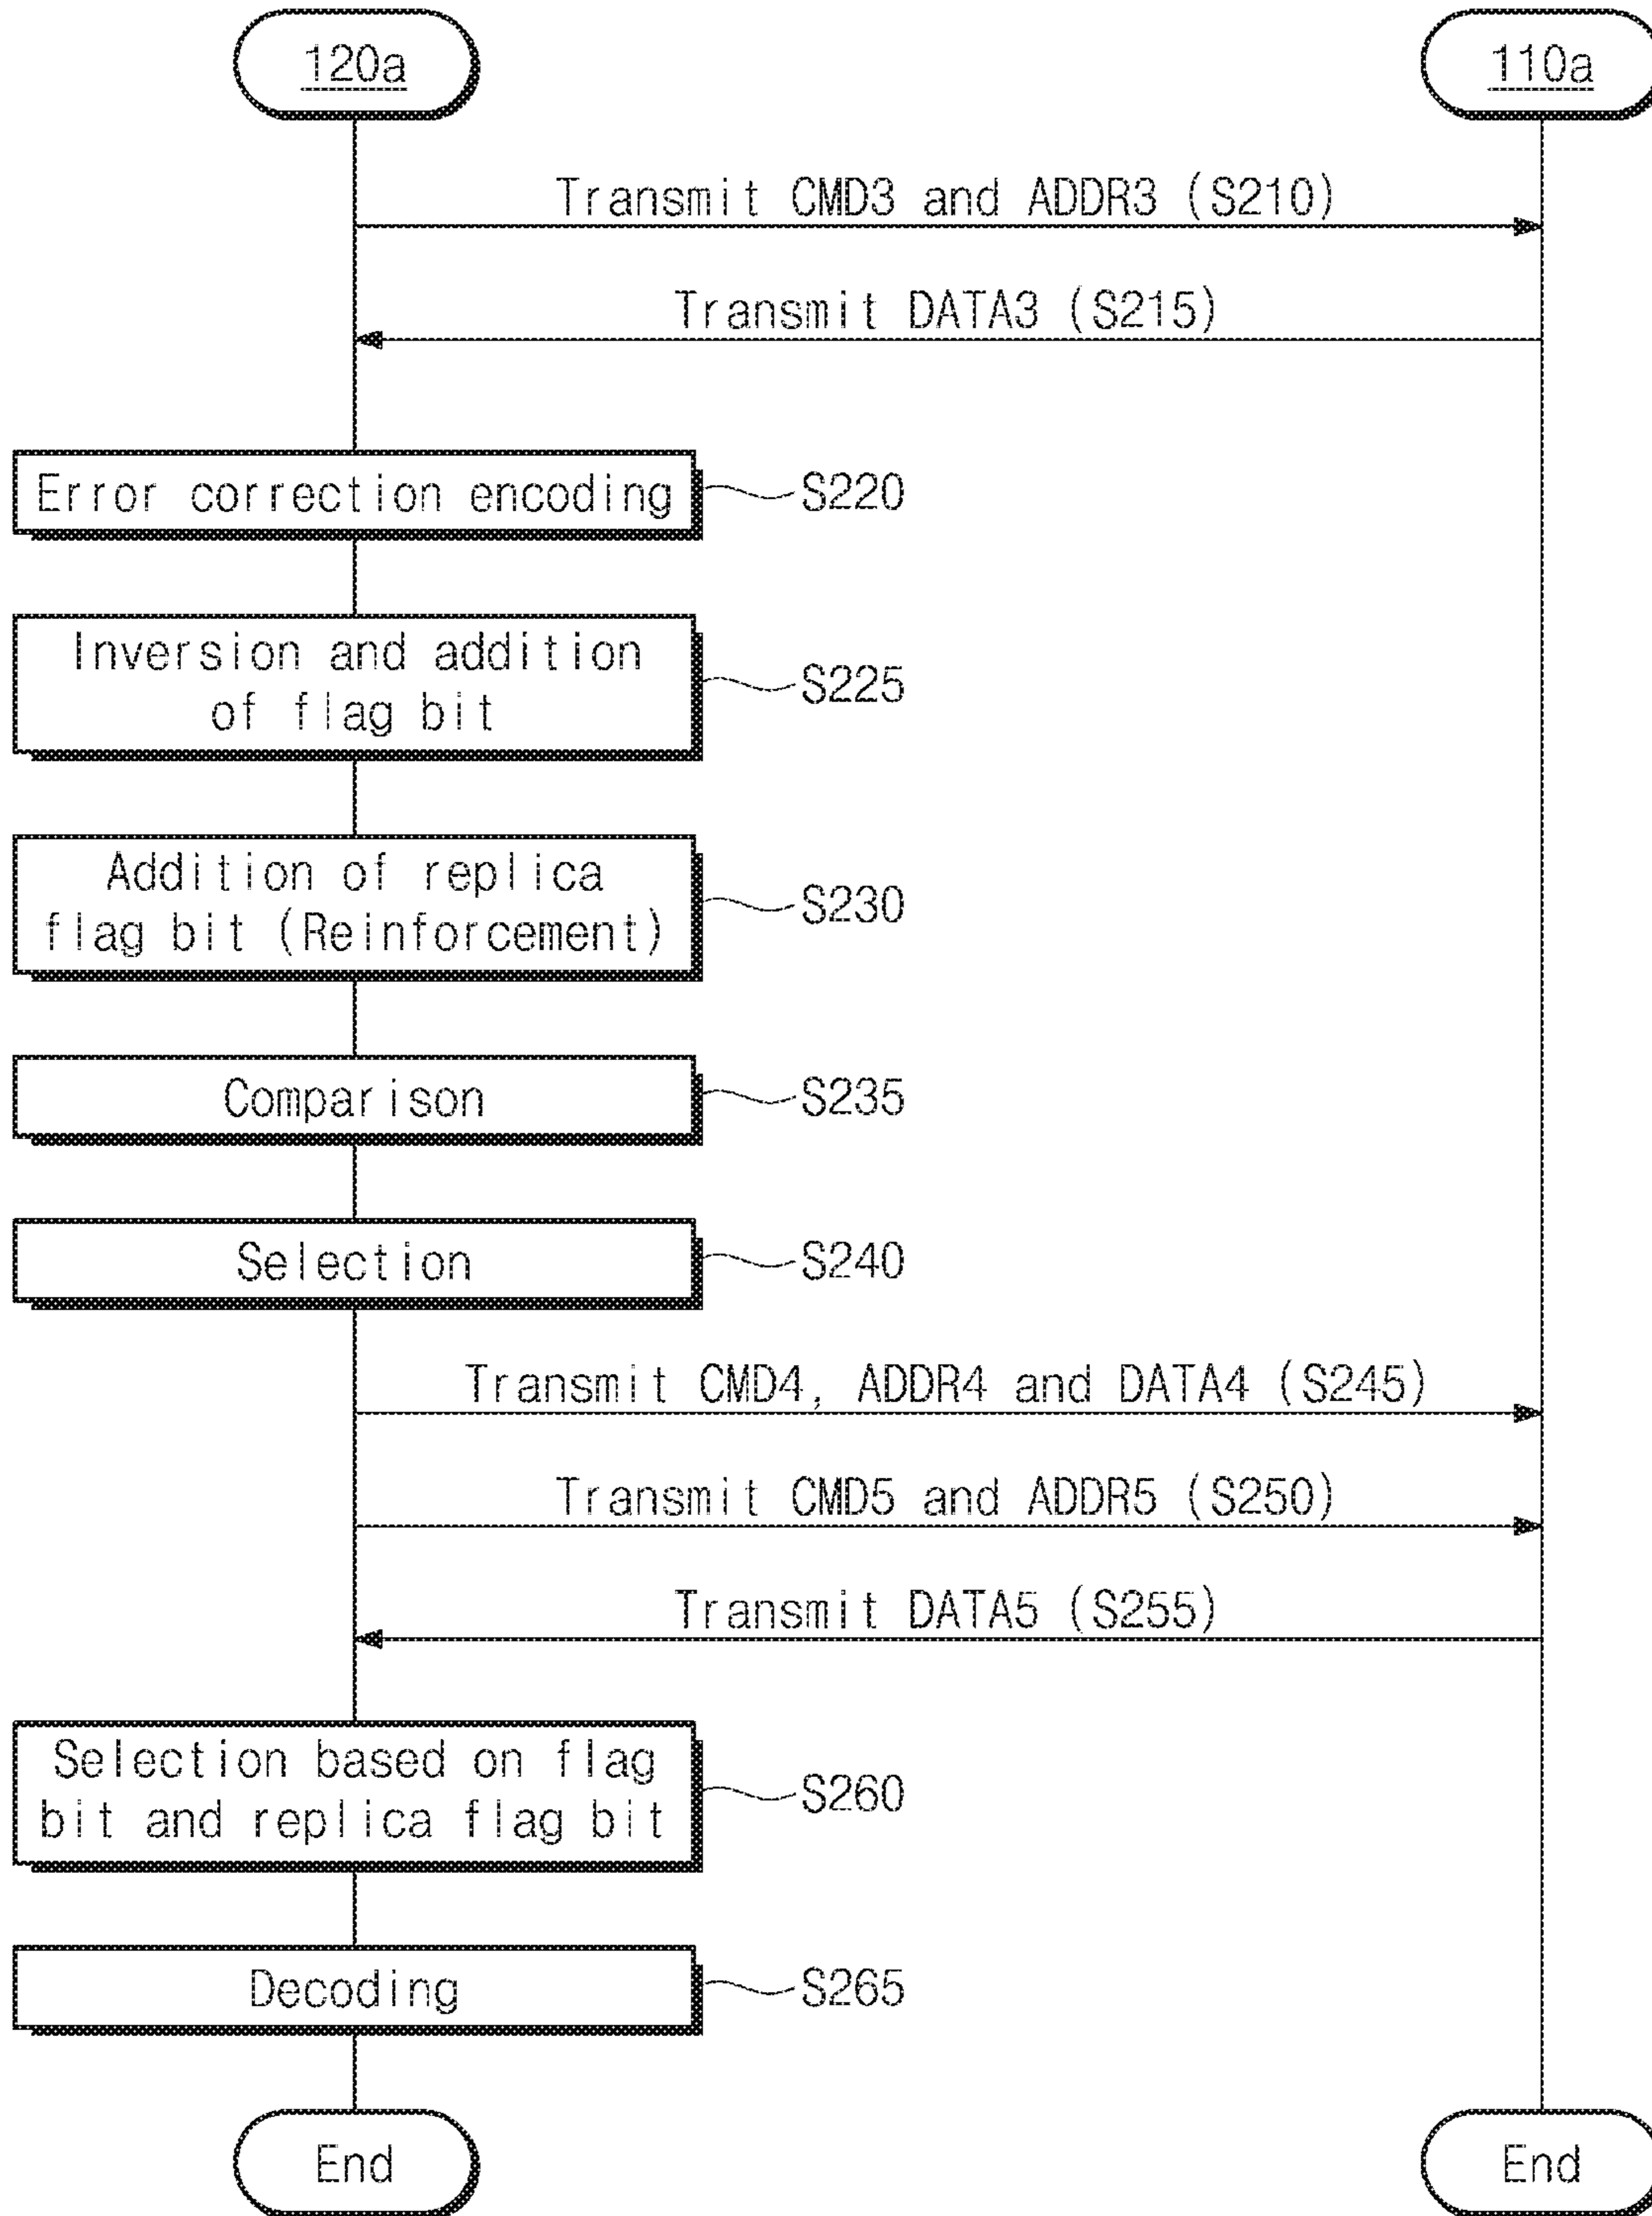 120a
110a
Transmit CMD3 and ADDR3 (S210)
Transmit DATA3 (S215)
Error correction encoding
S220
Inversion and addition
of flag bit
S225
Addition of replica
flag bit (Reinforcement)
S230
Comparison
S235
Selection
S240
Transmit CMD4, ADDR4 and DATA4 (S245)
Transmit CMD5 and ADDR5 (S250)
Transmit DATA5 (S255)
Selection based on flag
bit and replica flag bit
S260
Decoding
S265
End
End